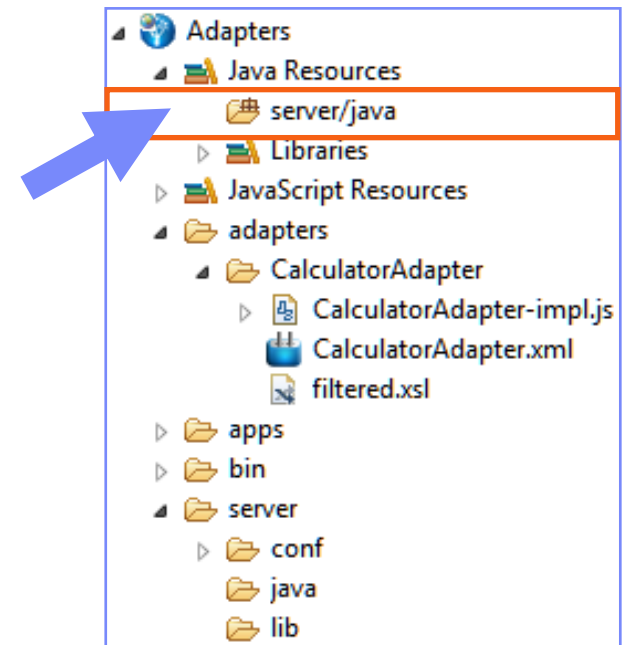 Adapters
Java Resources
server/java
Libraries
JavaScript Resources
adapters
CalculatorAdapter
CalculatorAdapter-impl.js
CalculatorAdapter.xml
filtered.xsl
apps
bin
server
conf
java
lib